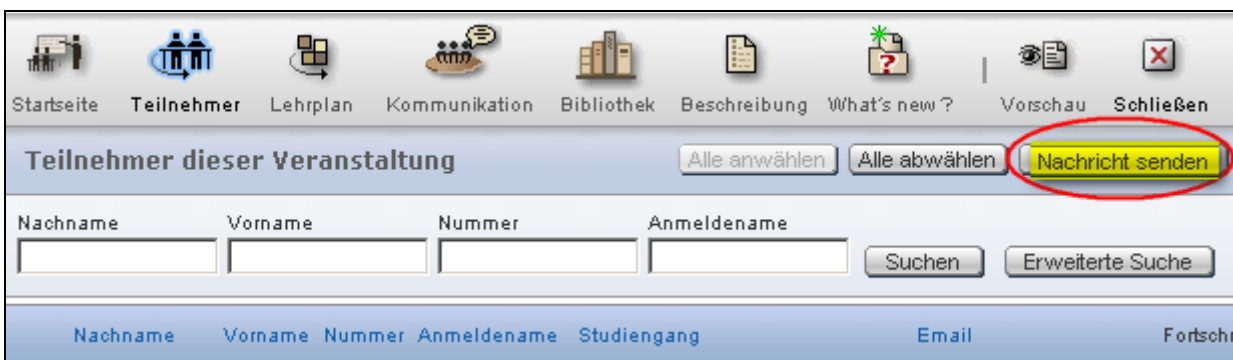 Startseite Teilnehmer Lehrplan Kommunikation Bibliothek Beschreibung What's new ? Vorschau Schließen
Teilnehmer dieser Veranstaltung Alle anwählen Alle abwählen Nachricht senden
Nachname Vorname Nummer Anmeldename
Suchen Erweiterte Suche
Nachname Vorname Nummer Anmeldename Studiengang Email Fortschr